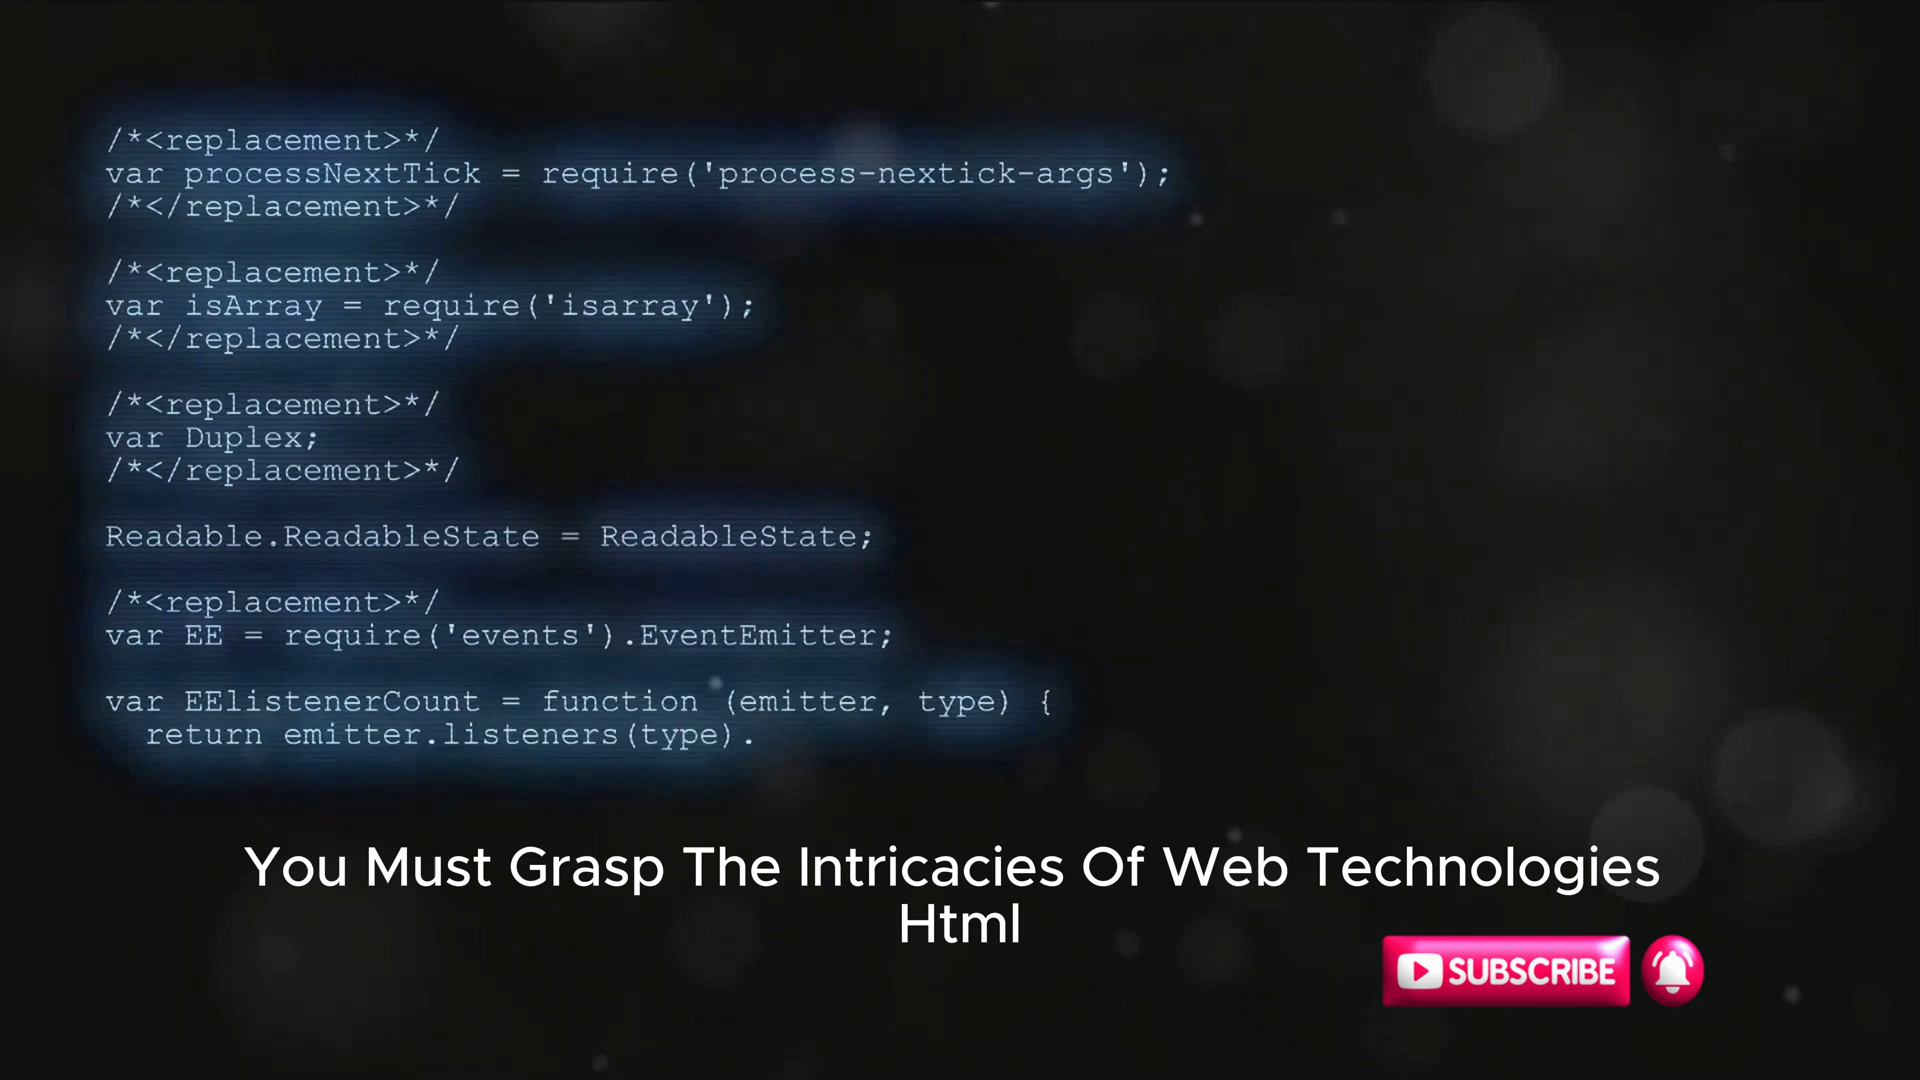 /*<replacement>*/
var processNextTick = require('process-nextick-args');
/*</replacement>*/
/*<replacement>*/
var isArray = require('isarray');
/*</replacement>*/
/*<replacement>*/
var Duplex;
/*</replacement>*/
Readable.ReadableState = ReadableState;
/*<replacement>*/
var EE = require('events').EventEmitter;
var EElistenerCount = function (emitter, type) {
  return emitter.listeners(type).
You Must Grasp The Intricacies Of Web Technologies
Html
SUBSCRIBE